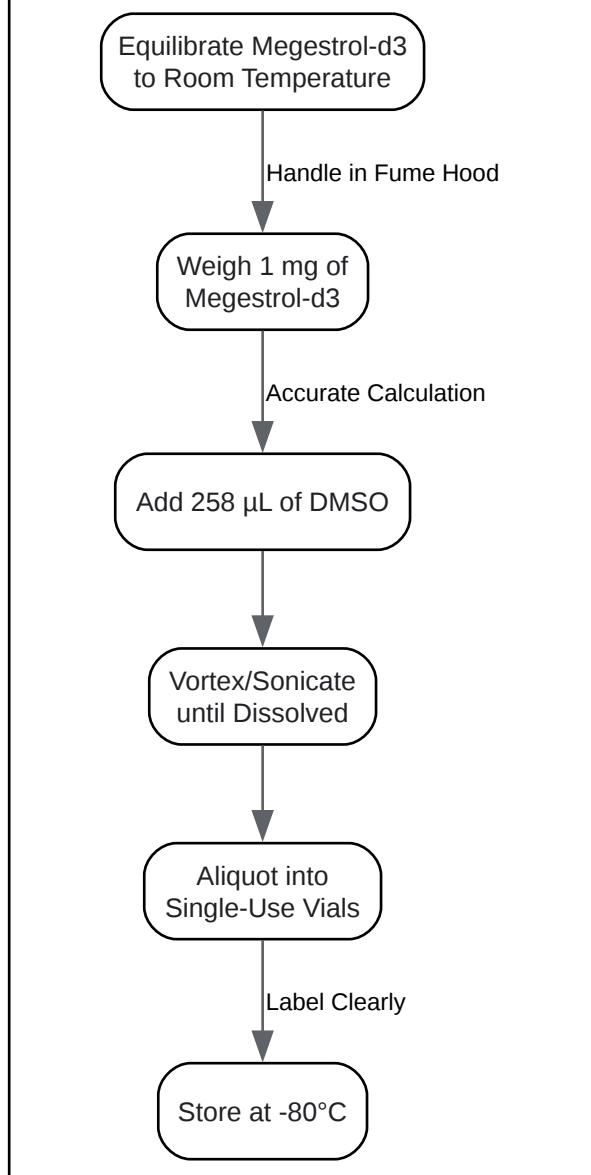 Equilibrate Megestrol-d3
to Room Temperature
Handle in Fume Hood
Weigh 1 mg of
Megestrol-d3
Accurate Calculation
Add 258 µL of DMSO
Vortex/Sonicate
until Dissolved
Aliquot into
Single-Use Vials
Label Clearly
Store at -80°C